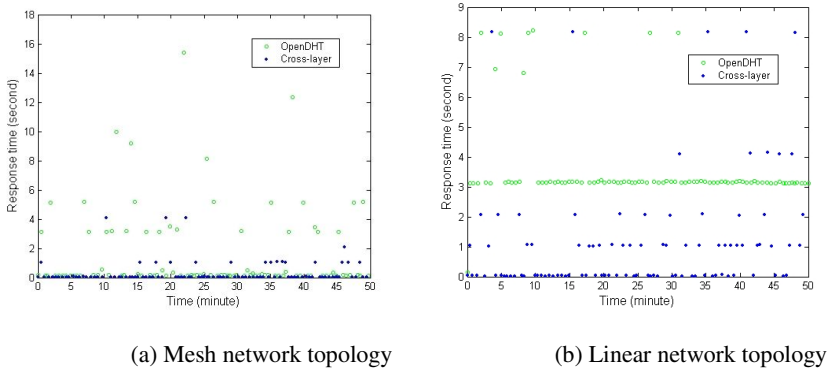 18
16
14
12
10
8
6
4
2
0
Response time (second)
OpenDHT
Cross-layer
0 5 10 15 20 25 30 35 40 45 50
Time (minute)
(a) Mesh network topology
9
8
7
6
5
4
3
2
1
0
Response time (second)
OpenDHT
Cross-layer
0 5 10 15 20 25 30 35 40 45 50
Time (minute)
(b) Linear network topology